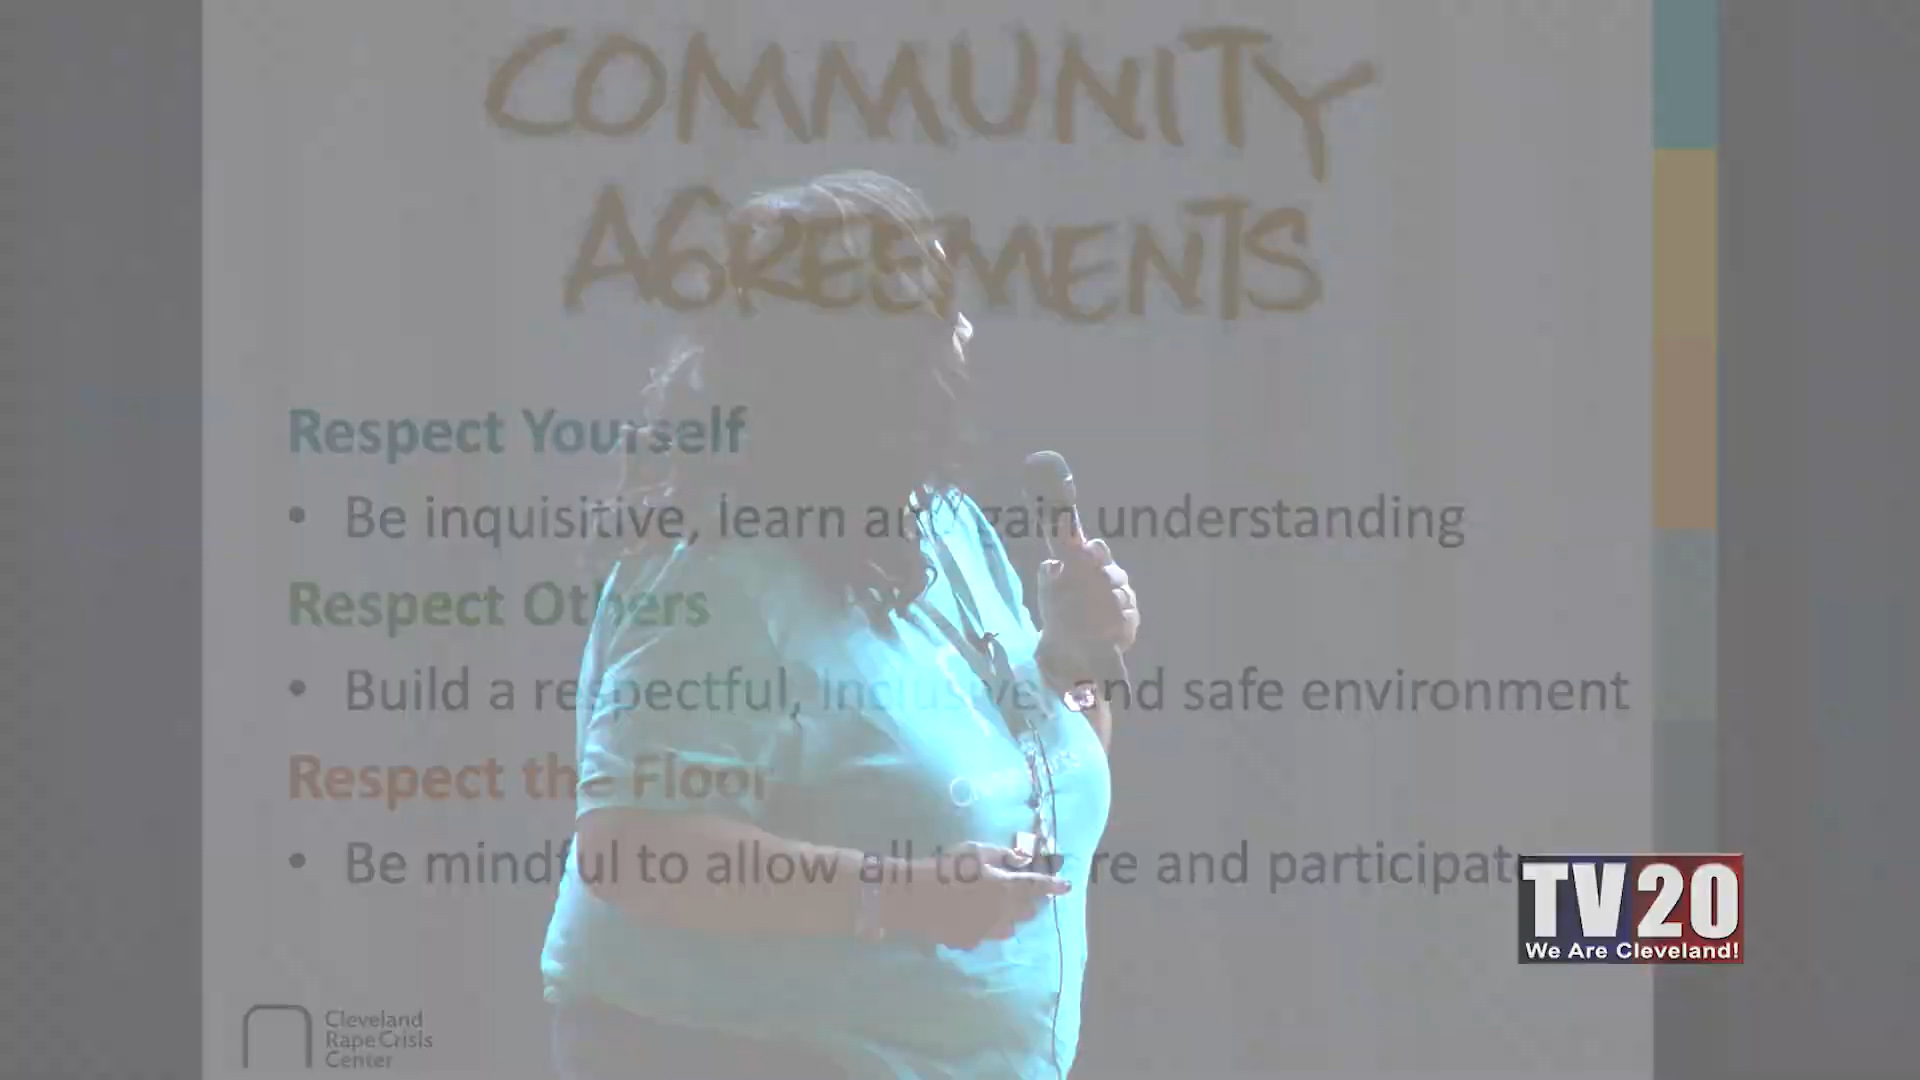 COMMUNITY
AGREEMENTS
Respect Yourself
• Be inquisitive, learn and gain understanding
Respect Others
• Build a respectful, inclusive, and safe environment
Respect the Floor
• Be mindful to allow all to share and participate
TV20
We Are Cleveland!
Cleveland
Rape Crisis
Center